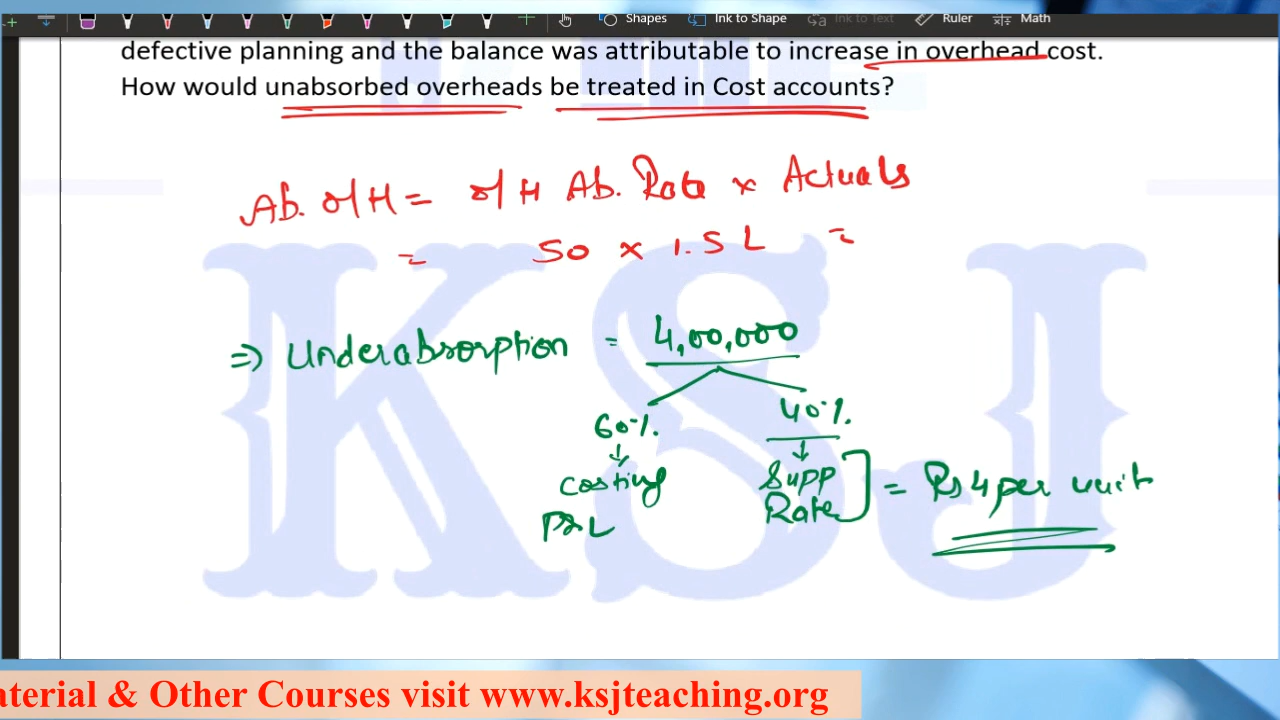 Shapes Ink to Shape Ink to Text Ruler Math
defective planning and the balance was attributable to increase in overhead cost.
How would unabsorbed overheads be treated in Cost accounts?
Ab. o/H = o/H Ab. Rate x Actuals
= 50 x 1.5 L =
⇒ Underabsorption = 4,00,000
60% 40%
↓ ↓
Costing Supp
P&L Rate ] = Rs 4 per unit
KSJ
aterial & Other Courses visit www.ksjteaching.org